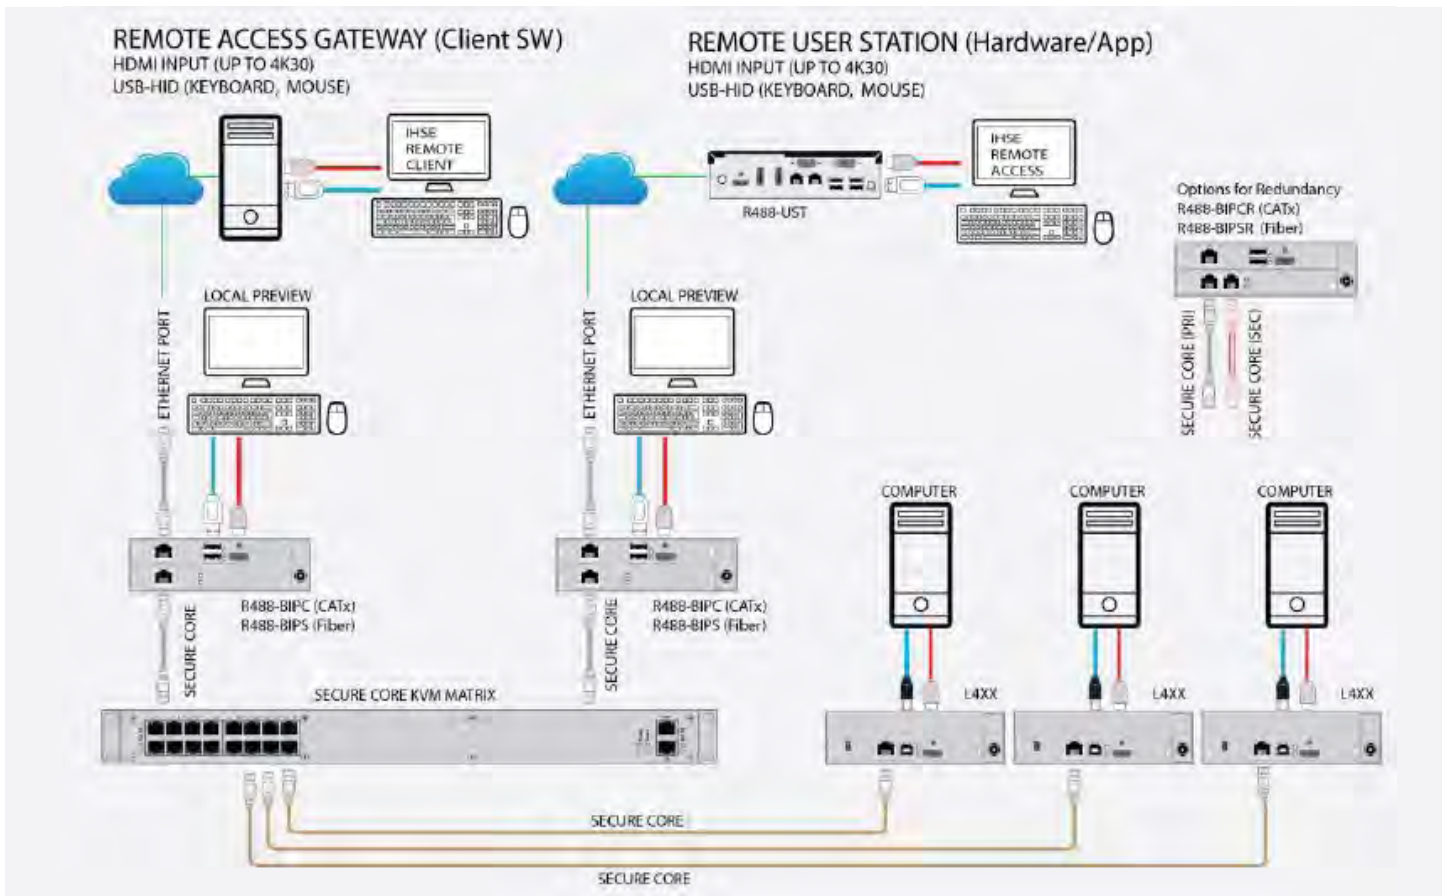 REMOTE ACCESS GATEWAY (Client SW)
HDMI INPUT (UP TO 4K30)
USB-HID (KEYBOARD, MOUSE)
REMOTE USER STATION (Hardware/App)
HDMI INPUT (UP TO 4K30)
USB-HID (KEYBOARD, MOUSE)
IHSE
REMOTE
CLIENT
IHSE
REMOTE
ACCESS
R488-UST
Options for Redundancy
R488-BIPCR (CATx)
R488-BIPSR (Fiber)
SECURE CORE (PRI)
SECURE CORE (SEC)
LOCAL PREVIEW
LOCAL PREVIEW
ETHERNET PORT
ETHERNET PORT
COMPUTER
COMPUTER
COMPUTER
R488-BIPC (CATx)
R488-BIPS (Fiber)
R488-BIPC (CATx)
R488-BIPS (Fiber)
SECURE CORE
SECURE CORE
SECURE CORE KVM MATRIX
L4XX
L4XX
L4XX
SECURE CORE
SECURE CORE